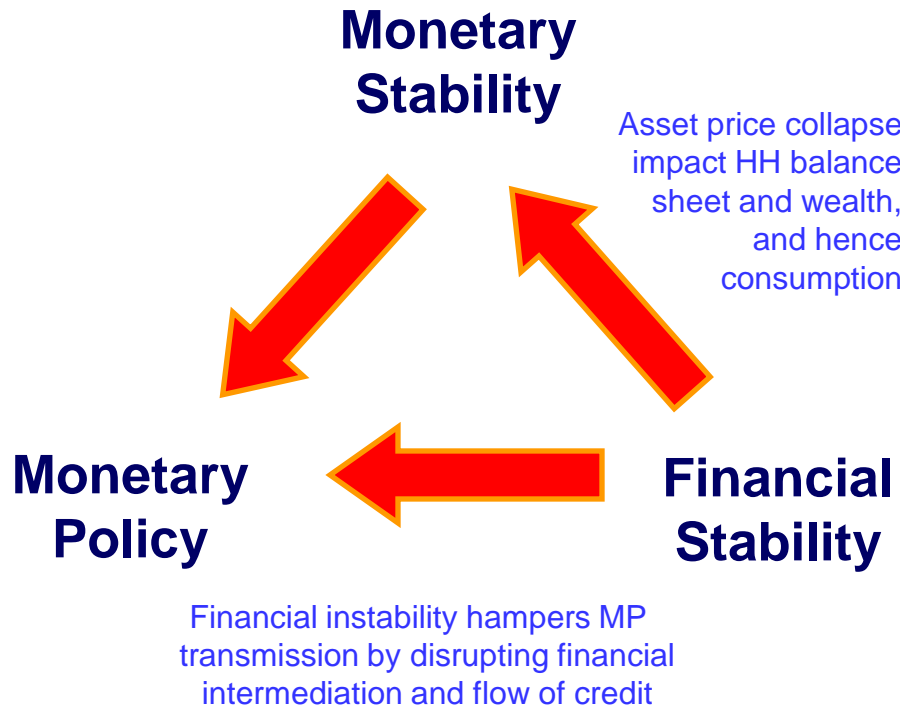 Monetary
Stability
Asset price collapse
impact HH balance
sheet and wealth,
and hence
consumption
Monetary
Policy
Financial
Stability
Financial instability hampers MP
transmission by disrupting financial
intermediation and flow of credit